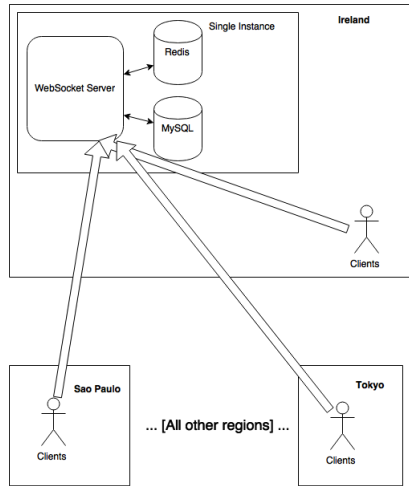 Ireland
Single Instance
Redis
WebSocket Server
MySQL
Clients
Sao Paulo
Tokyo
... [All other regions] ...
Clients
Clients